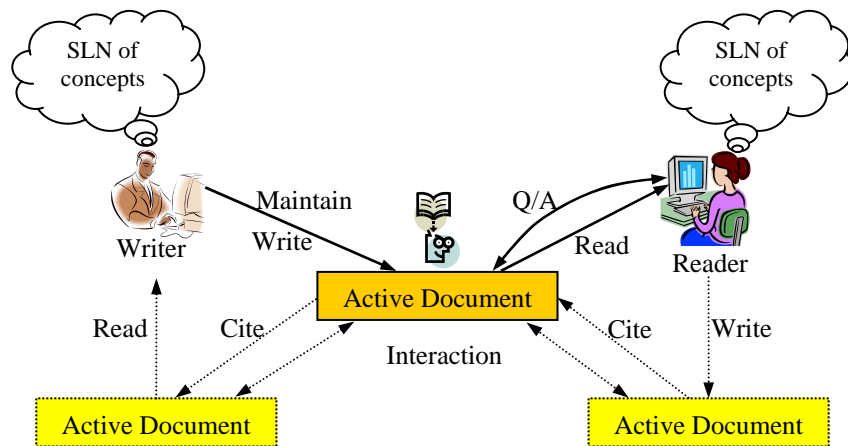 SLN of
concepts
SLN of
concepts
Maintain
Q/A
Write
Read
Writer
Reader
Active Document
Read
Cite
Cite
Write
Interaction
Active Document
Active Document